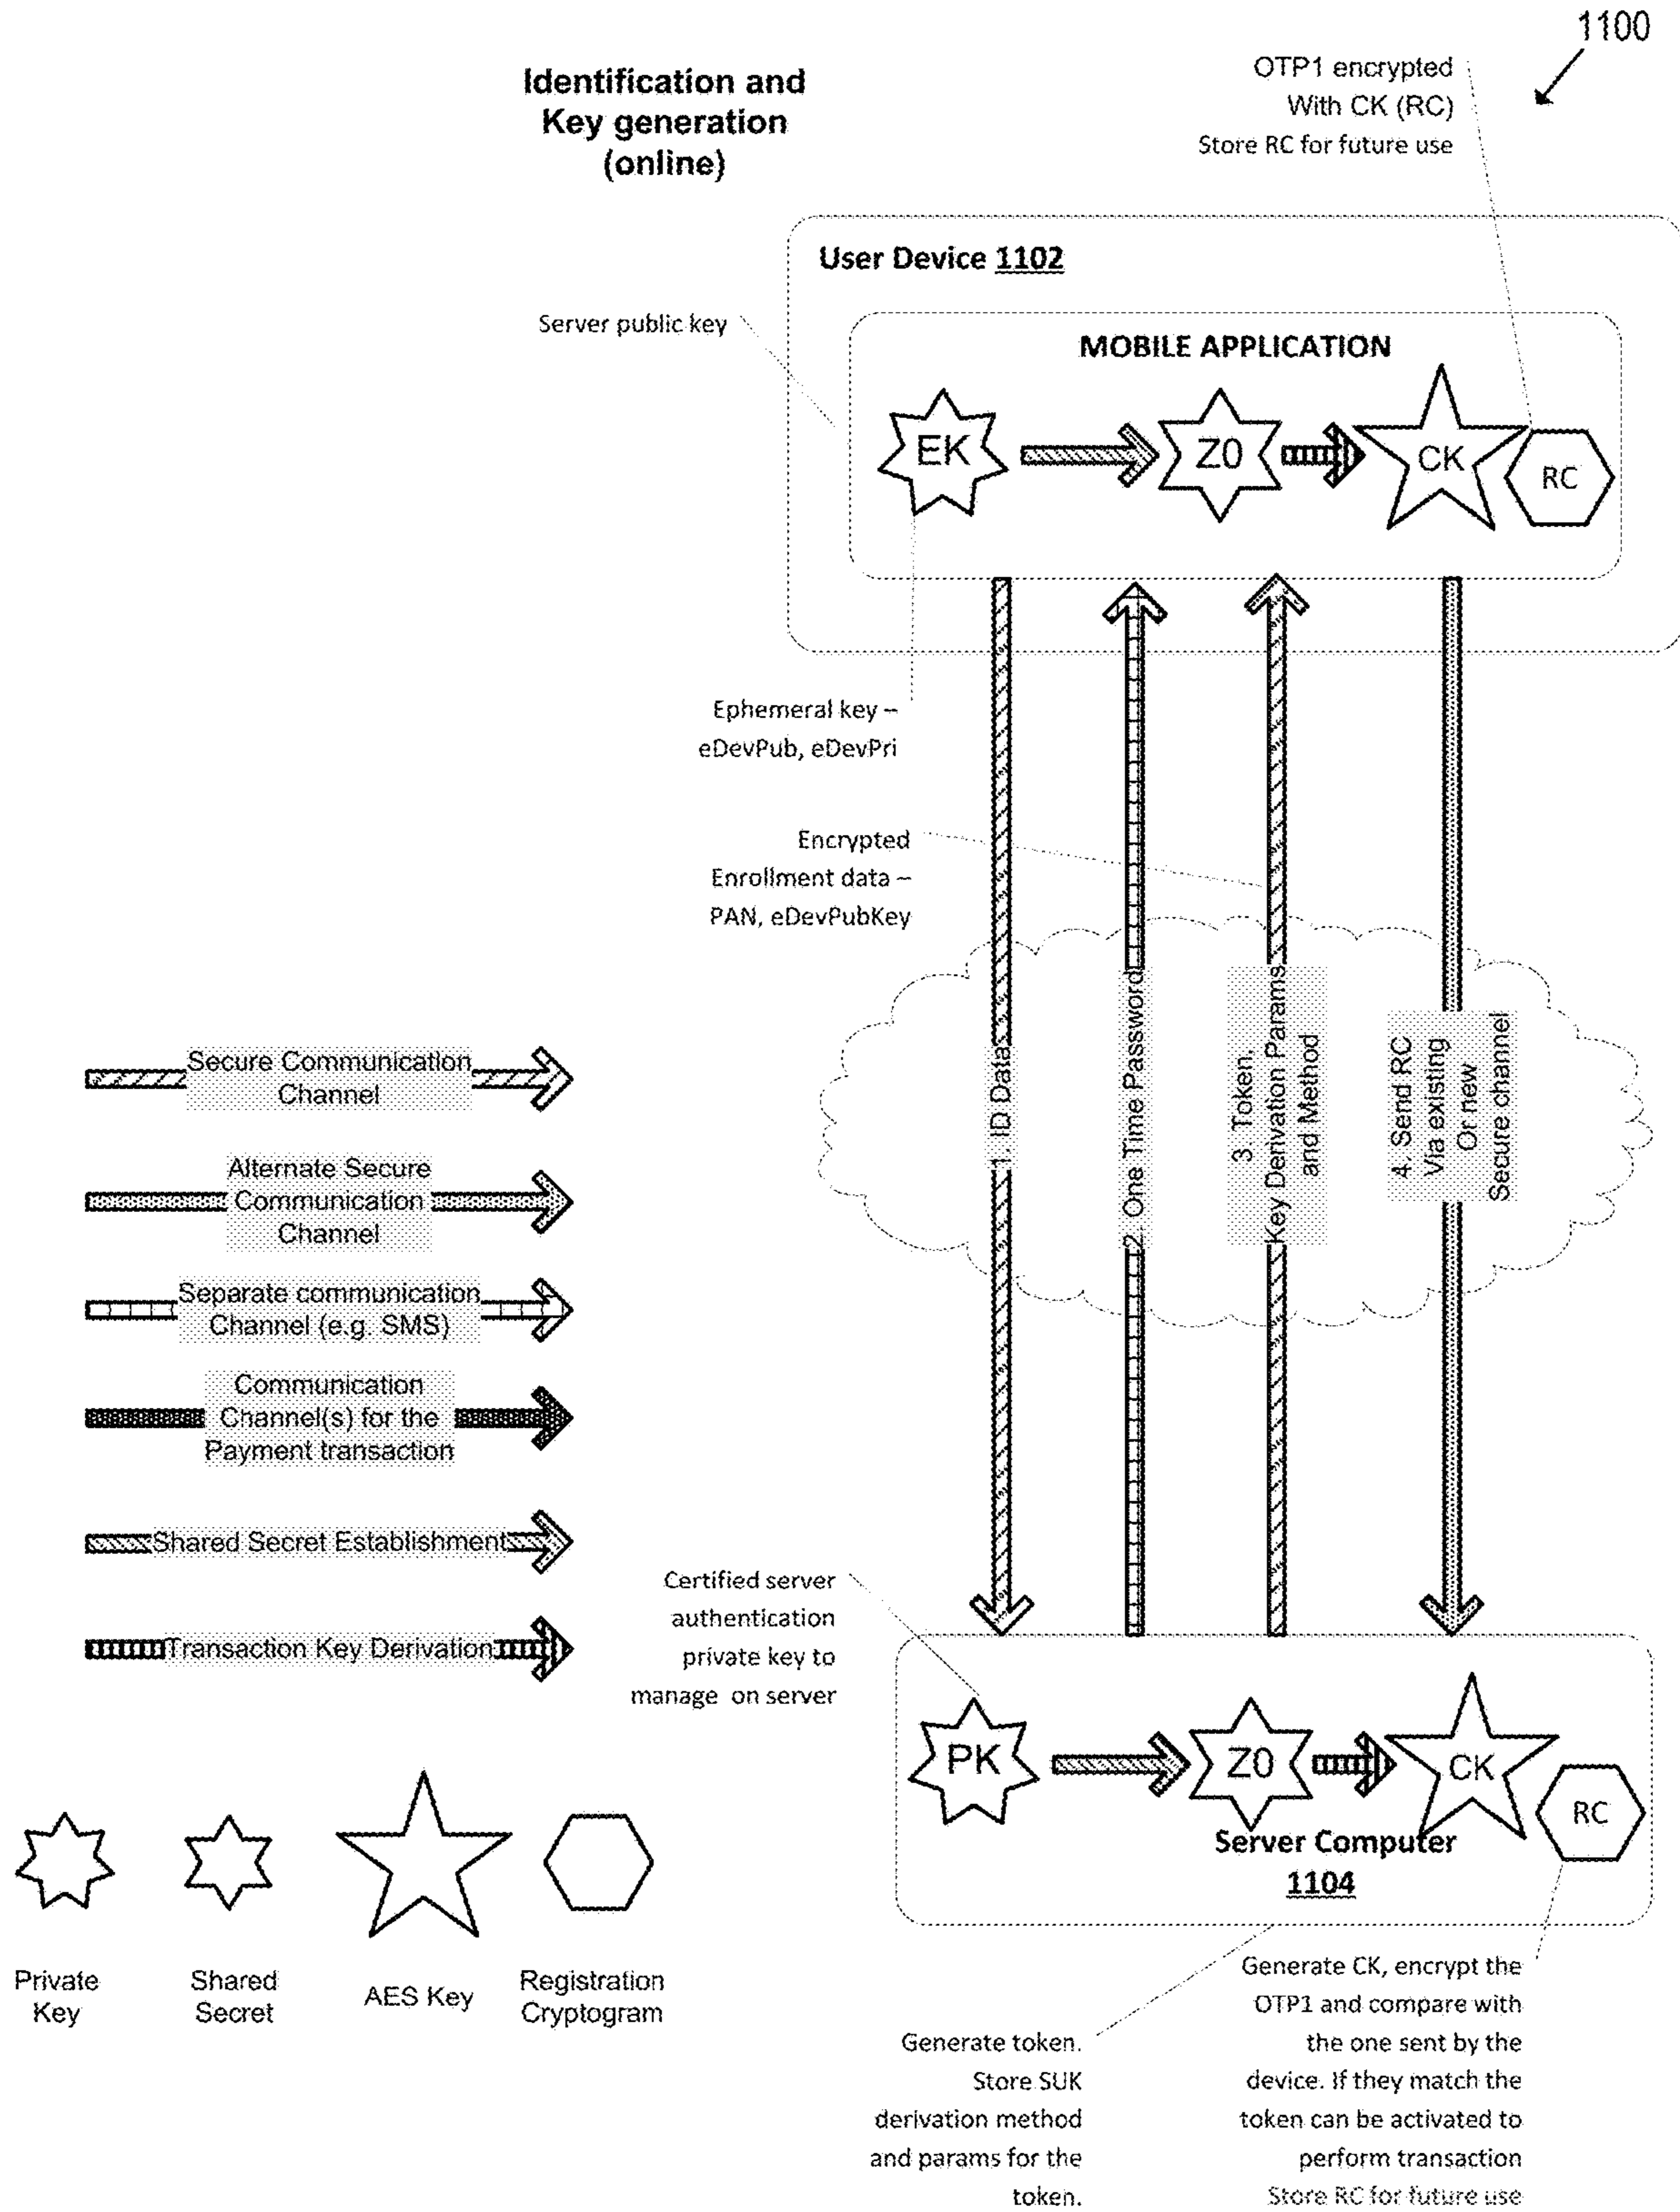 1100
Identification and
Key generation
(online)
OTP1 encrypted
With CK (RC)
Store RC for future use
User Device 1102
Server public key
MOBILE APPLICATION
EK
Z0
CK
RC
Ephemeral key –
eDevPub, eDevPri
Encrypted
Enrollment data –
PAN, eDevPubKey
1. ID Data
2. One Time Password
3. Token,
Key Derivation Params
and Method
4. Send RC
Via existing
Or new
Secure channel
Secure Communication
Channel
Alternate Secure
Communication
Channel
Separate communication
Channel (e.g. SMS)
Communication
Channel(s) for the
Payment transaction
Shared Secret Establishment
Transaction Key Derivation
Certified server
authentication
private key to
manage on server
PK
Z0
CK
RC
Server Computer
1104
Private
Key
Shared
Secret
AES Key
Registration
Cryptogram
Generate token.
Store SUK
derivation method
and params for the
token.
Generate CK, encrypt the
OTP1 and compare with
the one sent by the
device. If they match the
token can be activated to
perform transaction
Store RC for future use